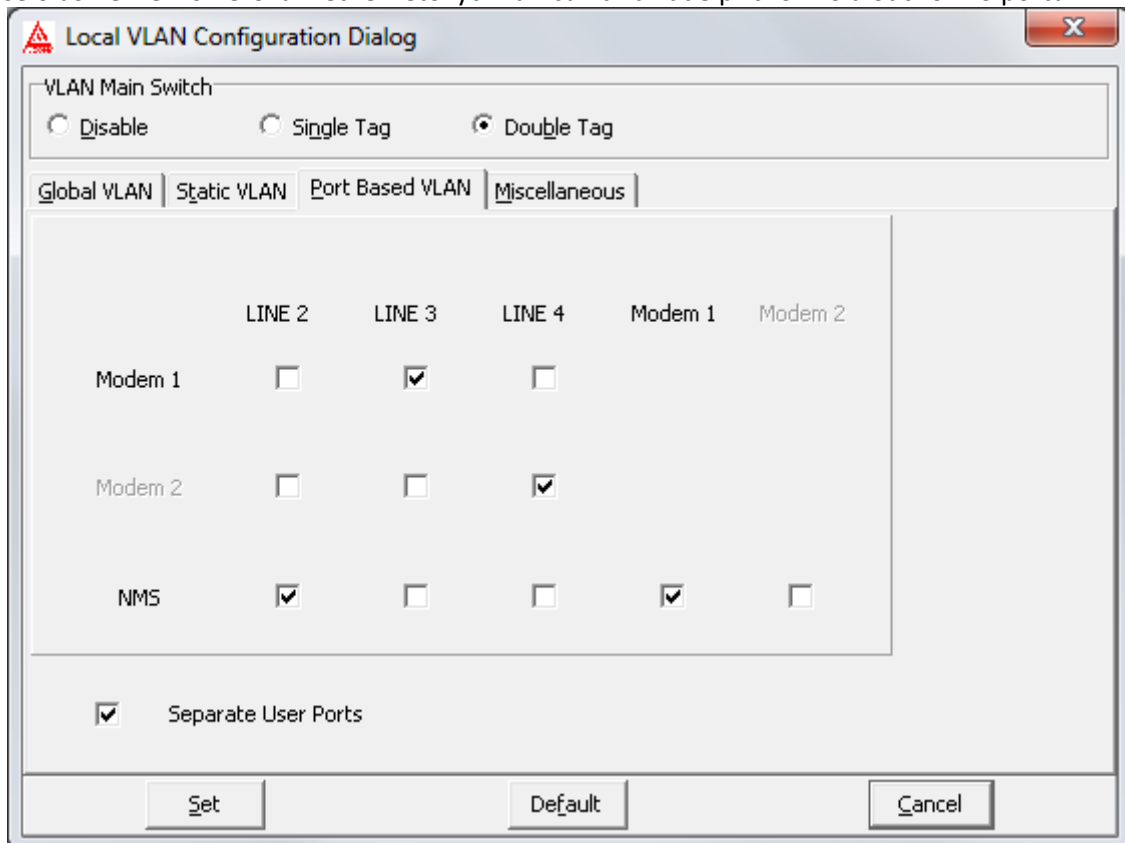 Local VLAN Configuration Dialog
VLAN Main Switch
Disable Single Tag Double Tag
Global VLAN Static VLAN Port Based VLAN Miscellaneous
LINE 2 LINE 3 LINE 4 Modem 1 Modem 2
Modem 1
Modem 2
NMS
Separate User Ports
Set Default Cancel